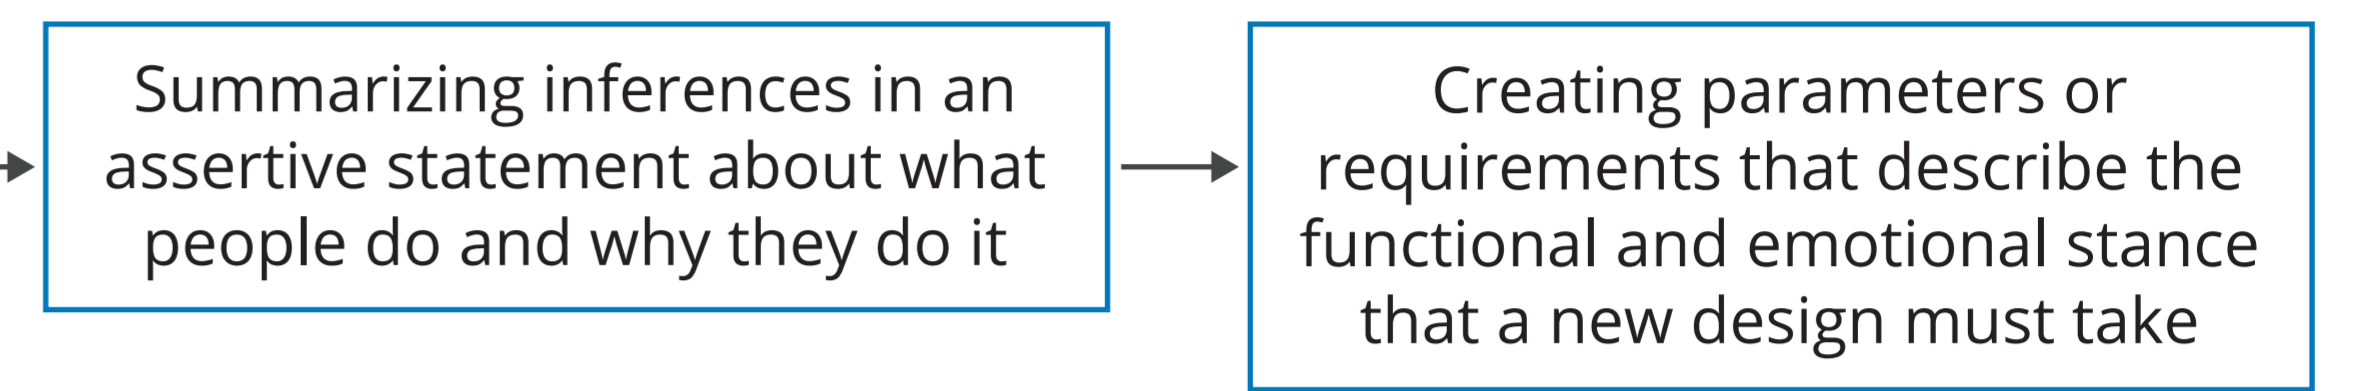 Summarizing inferences in an
assertive statement about what
people do and why they do it
Creating parameters or
requirements that describe the
functional and emotional stance
that a new design must take